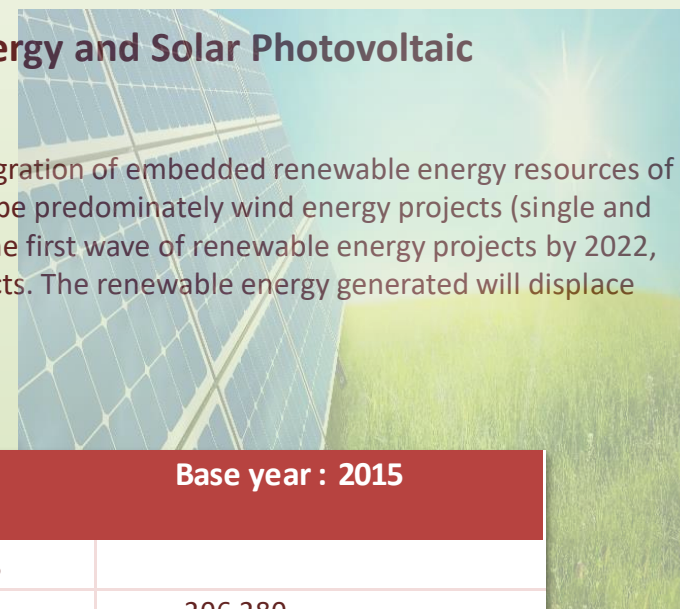 ergy and Solar Photovoltaic
gration of embedded renewable energy resources of
be predominately wind energy projects (single and
e first wave of renewable energy projects by 2022,
cts. The renewable energy generated will displace
Base year : 2015